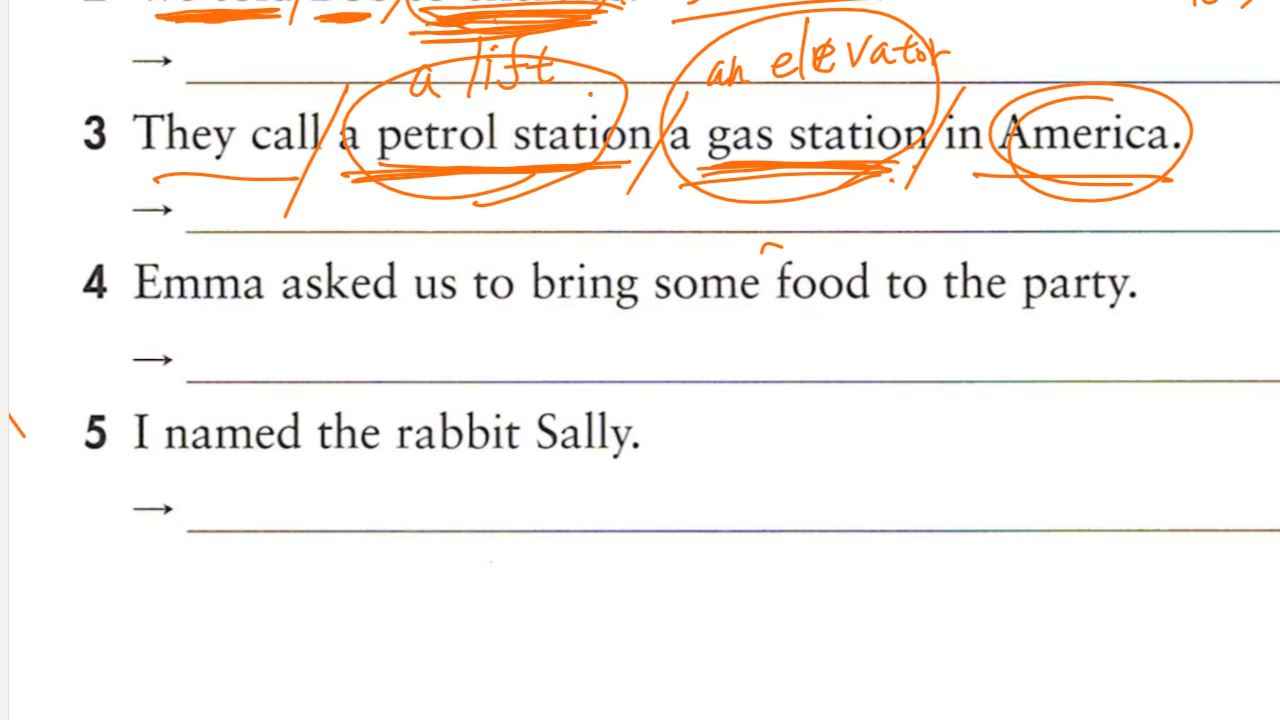 a lift an elevator
→
3 They call a petrol station a gas station in America.
→
4 Emma asked us to bring some food to the party.
→
5 I named the rabbit Sally.
→